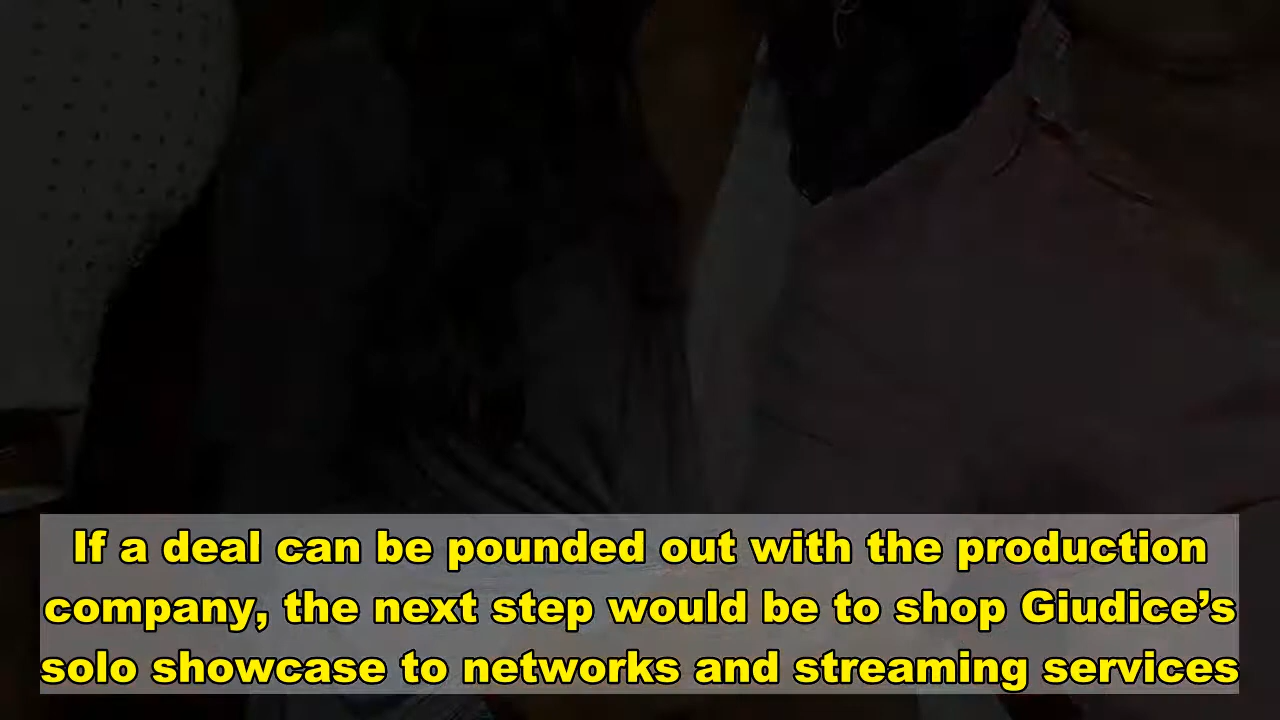 If a deal can be pounded out with the production
company, the next step would be to shop Giudice’s
solo showcase to networks and streaming services